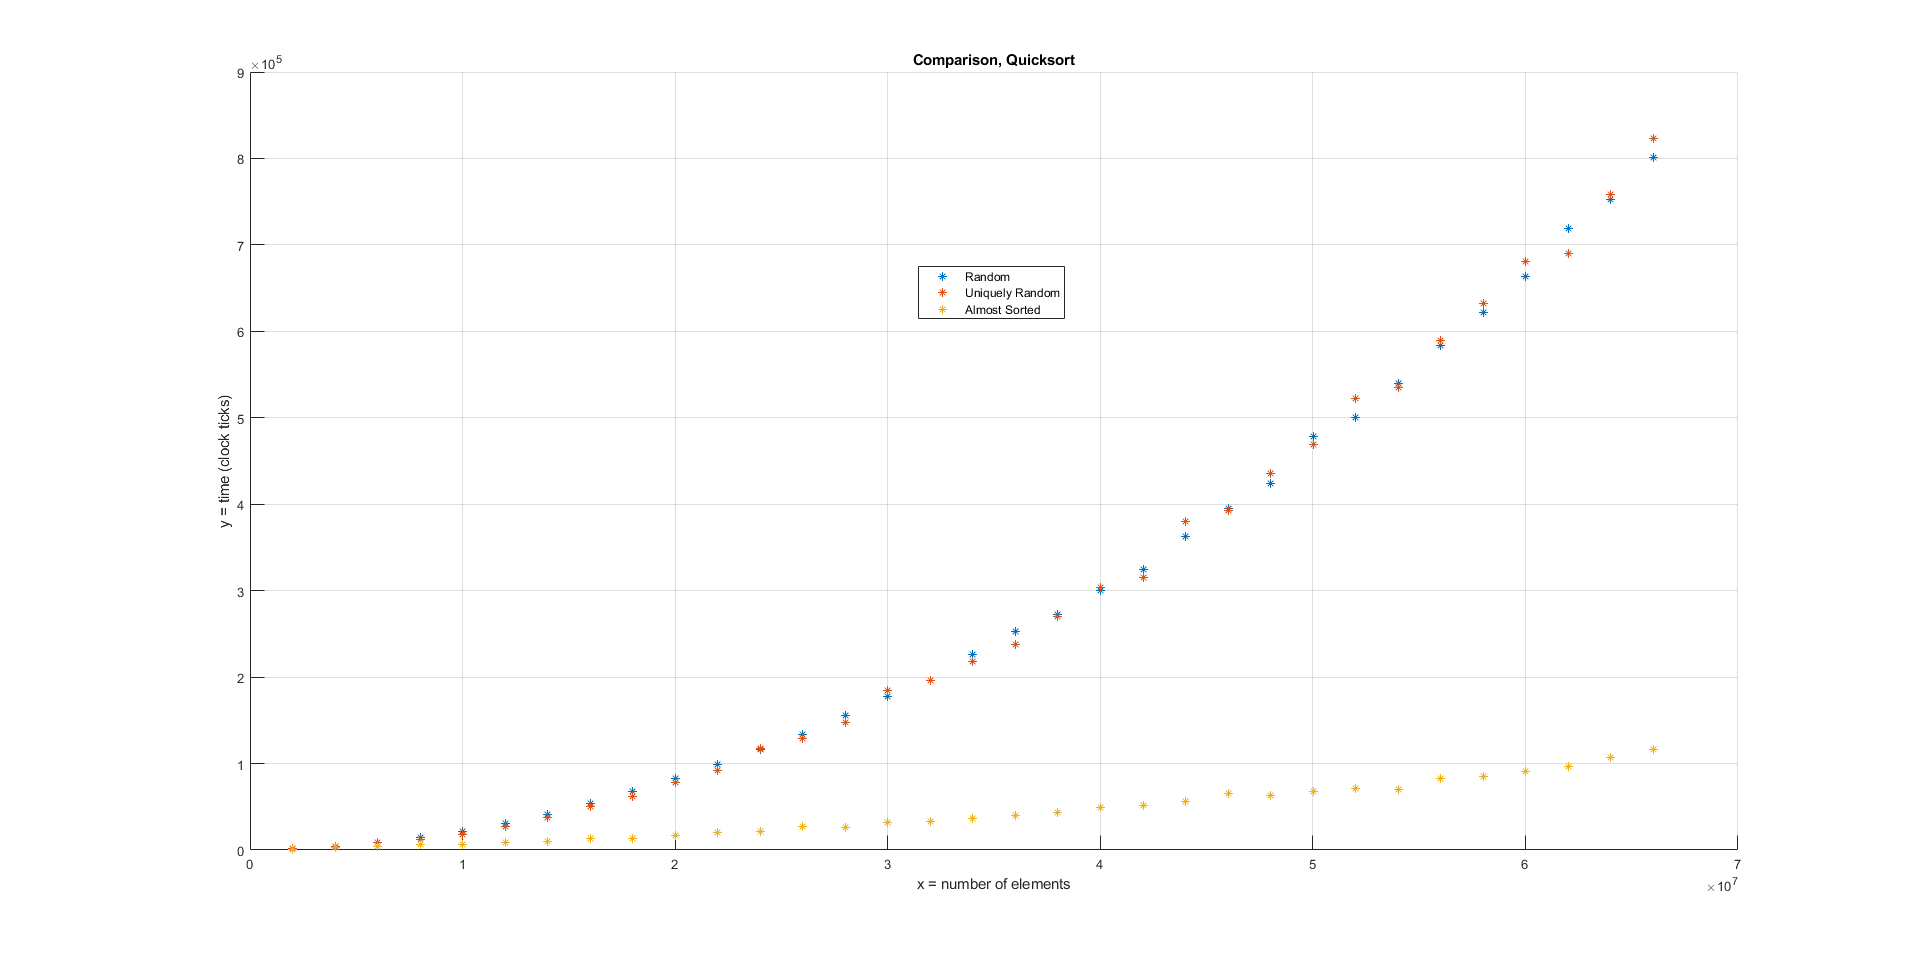 Comparison, Quicksort
×10^5
9
8
7
6
5
4
3
2
1
0
y = time (clock ticks)
Random
Uniquely Random
Almost Sorted
0 1 2 3 4 5 6 7
x = number of elements
×10^7